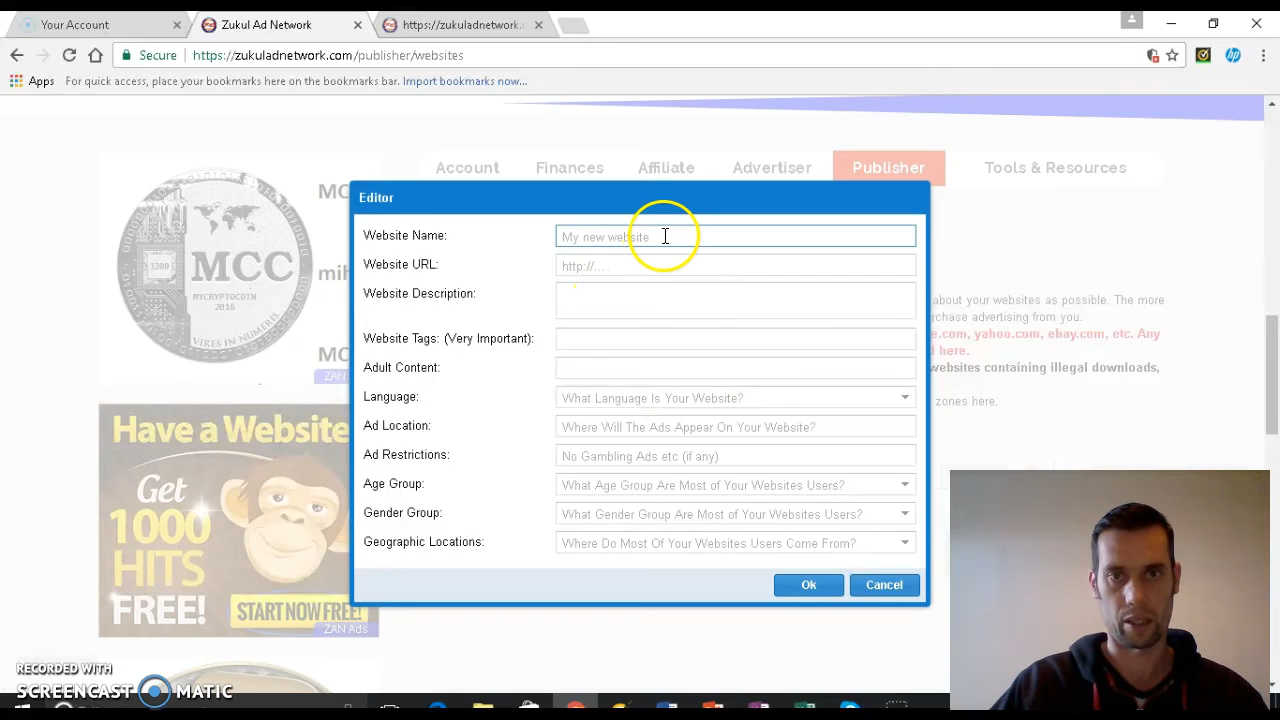 Your Account
Zukul Ad Network
https://zukuladnetwork.c
Secure
https://zukuladnetwork.com/publisher/websites
Apps
For quick access, place your bookmarks here on the bookmarks bar. Import bookmarks now...
Account
Finances
Affiliate
Advertiser
Publisher
Tools & Resources
1200
MCC
MYCRYPTOCOIN
2016
VIRES IN NUMERIS
MC
mih
MC
ZAN
about your websites as possible. The more
rchase advertising from you.
e.com, yahoo.com, ebay.com, etc. Any
d here.
websites containing illegal downloads,
zones here.
Have a Website
Get
1000
HITS
FREE!
START NOW FREE!
ZAN Ads
Editor
Website Name:
My new website
Website URL:
http://...
Website Description:
Website Tags: (Very Important):
Adult Content:
Language:
What Language Is Your Website?
Ad Location:
Where Will The Ads Appear On Your Website?
Ad Restrictions:
No Gambling Ads etc (if any)
Age Group:
What Age Group Are Most of Your Websites Users?
Gender Group:
What Gender Group Are Most of Your Websites Users?
Geographic Locations:
Where Do Most Of Your Websites Users Come From?
Ok
Cancel
RECORDED WITH
SCREENCAST MATIC